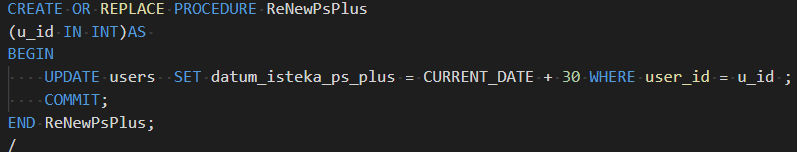 CREATE OR REPLACE PROCEDURE ReNewPsPlus
(u_id IN INT)AS
BEGIN
    UPDATE users  SET datum_isteka_ps_plus = CURRENT_DATE + 30 WHERE user_id = u_id ;
    COMMIT;
END ReNewPsPlus;
/